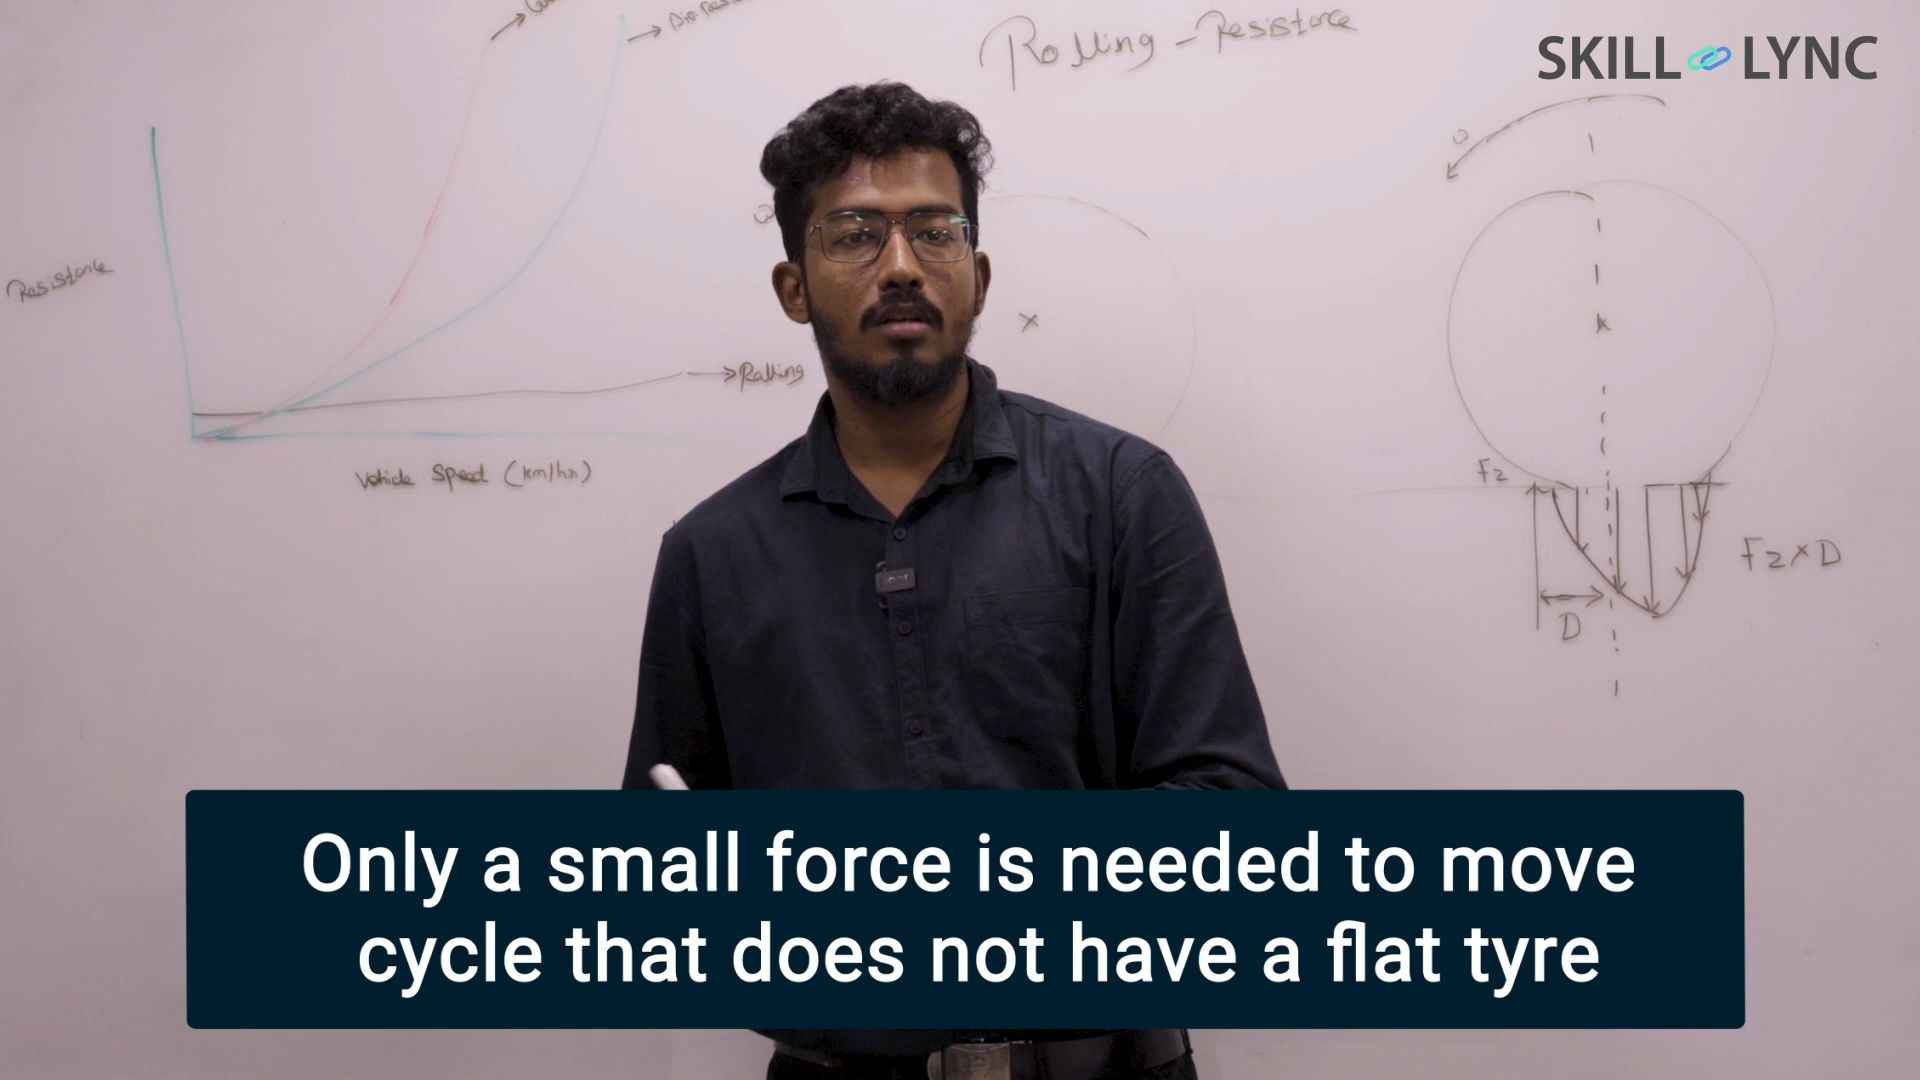 Rolling - Resistance
SKILL LYNC
ω
Resistance
→ Rolling
Vehicle Speed (km/hr)
Fz
Fz × D
D
Only a small force is needed to move
cycle that does not have a flat tyre